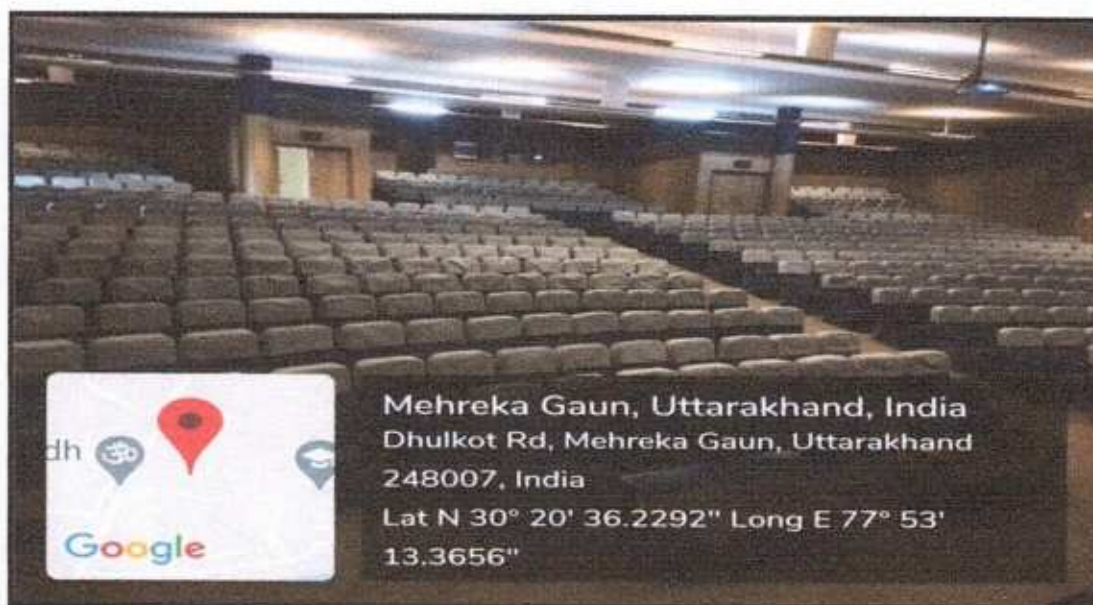 Mehreka Gaun, Uttarakhand, India
Dhulkot Rd, Mehreka Gaun, Uttarakhand
248007, India
Lat N 30° 20' 36.2292" Long E 77° 53'
13.3656"
dh
Google